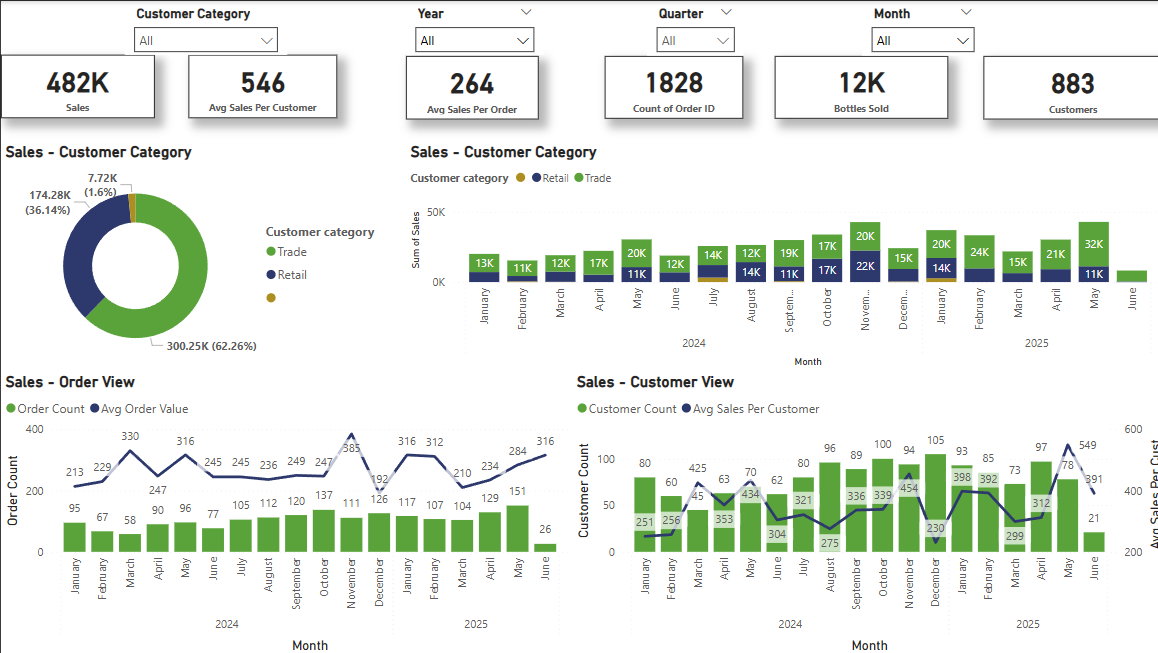 Customer Category
Year
Quarter
Month
All
All
All
All
482K
Sales
546
Avg Sales Per Customer
264
Avg Sales Per Order
1828
Count of Order ID
12K
Bottles Sold
883
Customers
Sales - Customer Category
7.72K
(1.6%)
174.28K
(36.14%)
300.25K (62.26%)
Customer category
Trade
Retail
Sales - Customer Category
Customer category Retail Trade
Sum of Sales
50K
0K
13K 11K 12K 17K 20K 12K 14K 12K 19K 17K 20K 15K 20K 24K 15K 21K 32K
11K 14K 11K 17K 22K 14K 11K
January February March April May June July August Septem... October Novem... Decem... January February March April May June
2024 2025
Month
Sales - Order View
Order Count Avg Order Value
Order Count
400
200
0
213 229 330 247 316 245 245 236 249 247 385 192 316 312 210 234 284 316
95 67 58 90 96 77 105 112 120 137 111 126 117 107 104 129 151 26
January February March April May June July August September October November December January February March April May June
2024 2025
Month
Sales - Customer View
Customer Count Avg Sales Per Customer
Customer Count
100
50
0
80 60 45 63 70 62 80 96 89 100 94 105 93 85 73 97 78 21
251 256 425 353 434 304 321 275 336 339 454 230 398 392 299 312 549 391
600
400
200
Avg Sales Per Cust
January February March April May June July August September October November December January February March April May June
2024 2025
Month